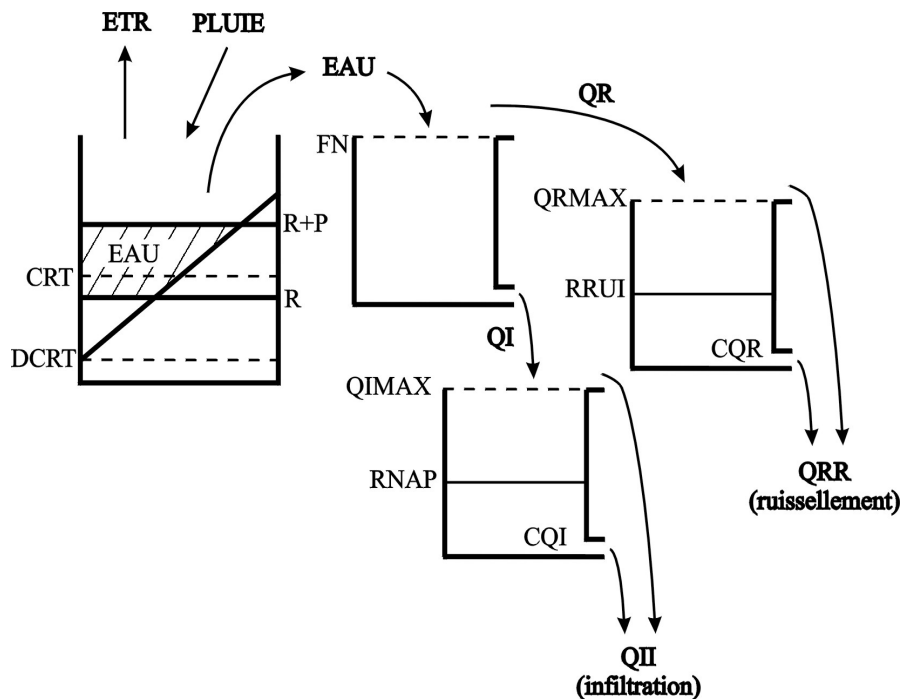 ETR
PLUIE
EAU
QR
FN
QRMAX
R+P
EAU
CRT
RRUI
R
QI
CQR
DCRT
QIMAX
QRR
(ruissellement)
RNAP
CQI
QII
(infiltration)